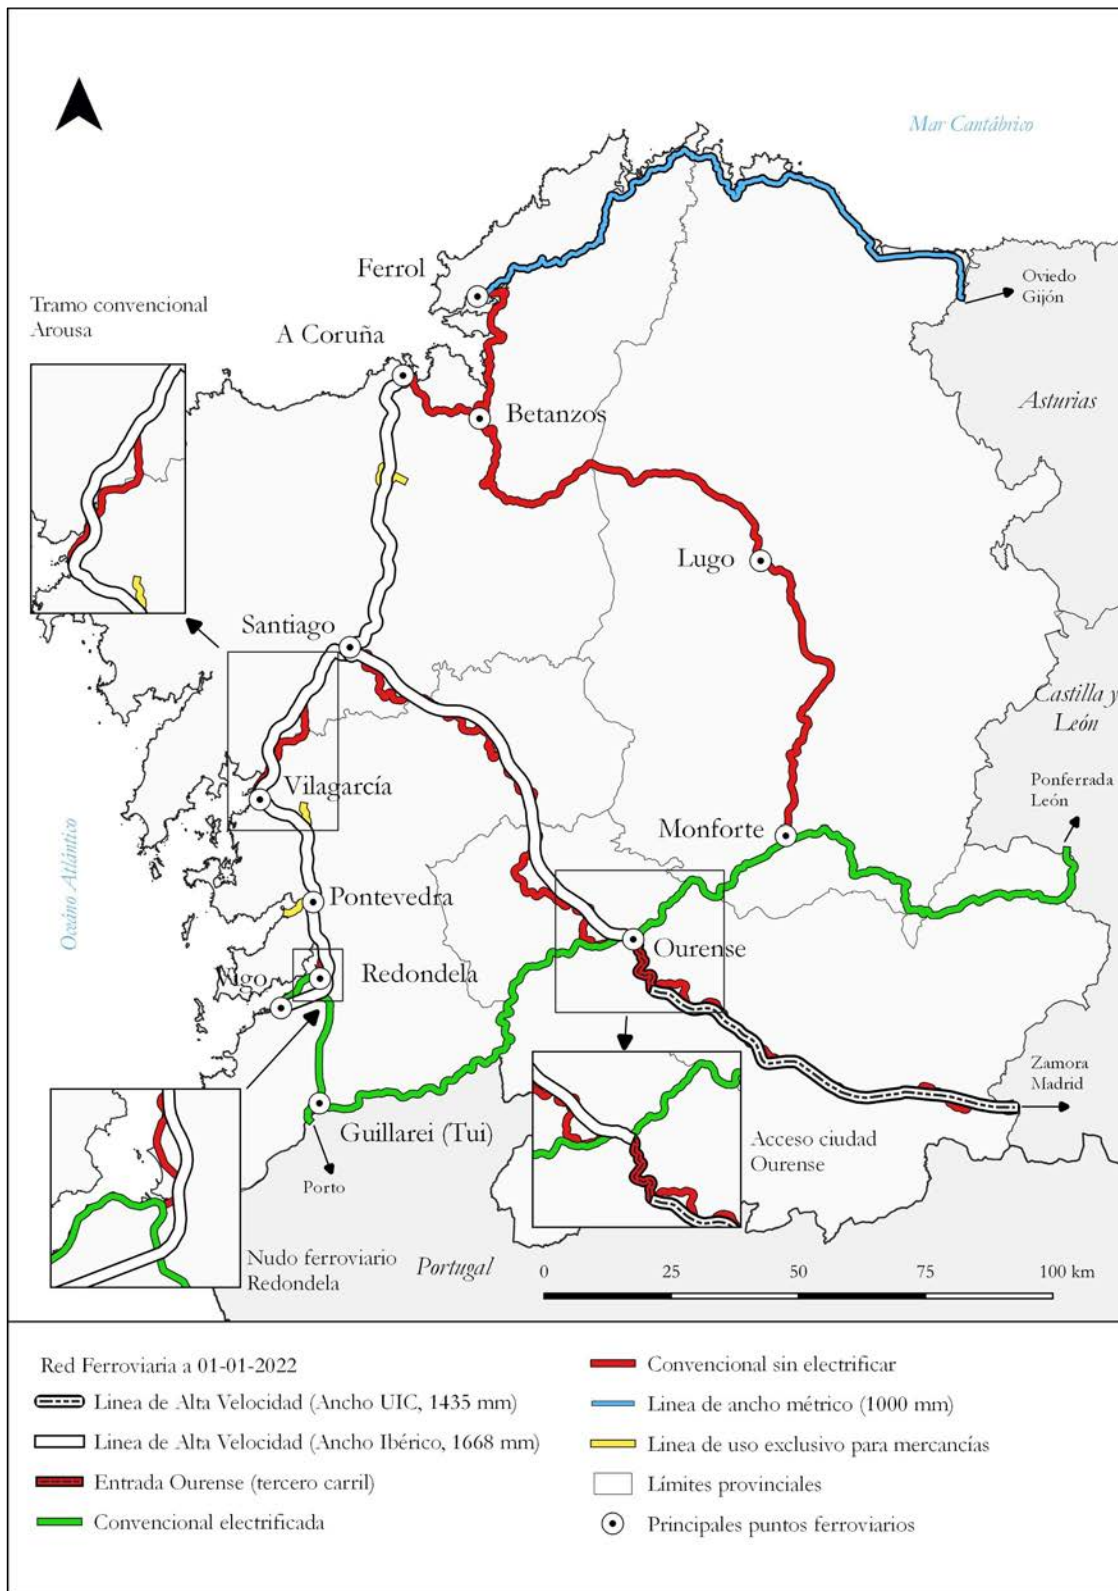 Mar Cantábrico
Ferrol
Oviedo
Gijón
Tramo convencional
Arousa
A Coruña
Asturias
Betanzos
Lugo
Santiago
Castilla y
León
Ponferrada
León
Vilagarcía
Monforte
Océano Atlántico
Pontevedra
Ourense
Vigo
Redondela
Zamora
Madrid
Guillarei (Tui)
Acceso ciudad
Ourense
Porto
Nudo ferroviario
Redondela
Portugal
0 25 50 75 100 km
Red Ferroviaria a 01-01-2022
Linea de Alta Velocidad (Ancho UIC, 1435 mm)
Linea de Alta Velocidad (Ancho Ibérico, 1668 mm)
Entrada Ourense (tercero carril)
Convencional electrificada
Convencional sin electrificar
Linea de ancho métrico (1000 mm)
Linea de uso exclusivo para mercancías
Límites provinciales
Principales puntos ferroviarios